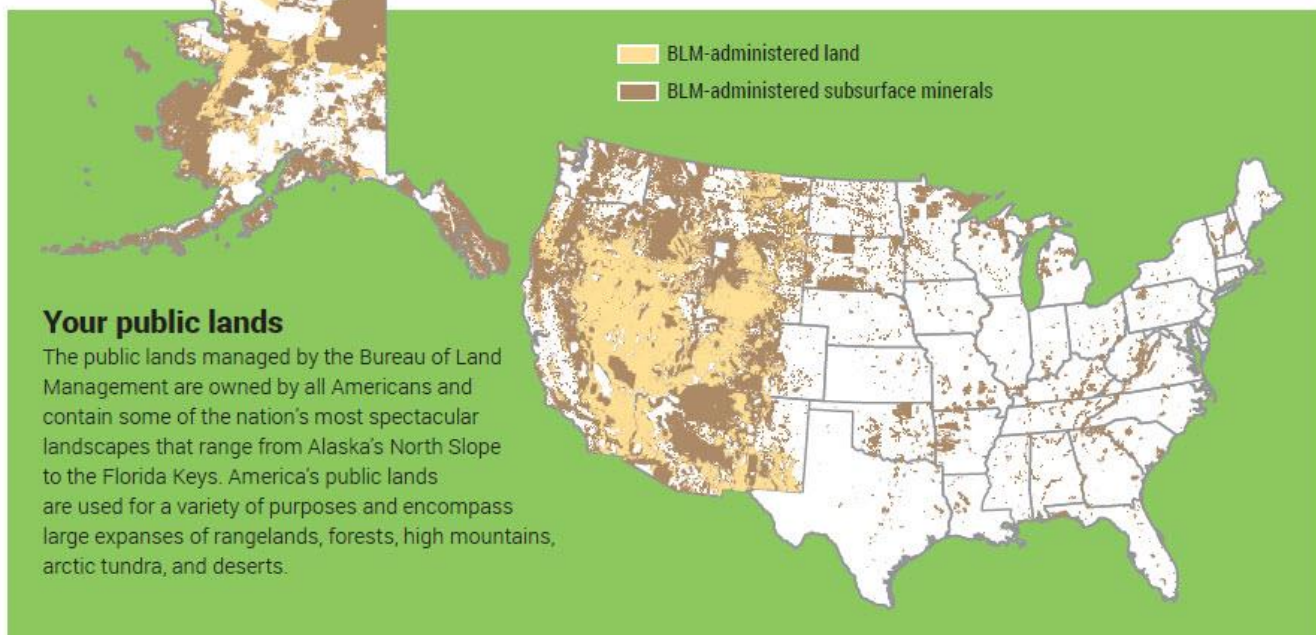 BLM-administered land
BLM-administered subsurface minerals
Your public lands
The public lands managed by the Bureau of Land
Management are owned by all Americans and
contain some of the nation’s most spectacular
landscapes that range from Alaska’s North Slope
to the Florida Keys. America’s public lands
are used for a variety of purposes and encompass
large expanses of rangelands, forests, high mountains,
arctic tundra, and deserts.